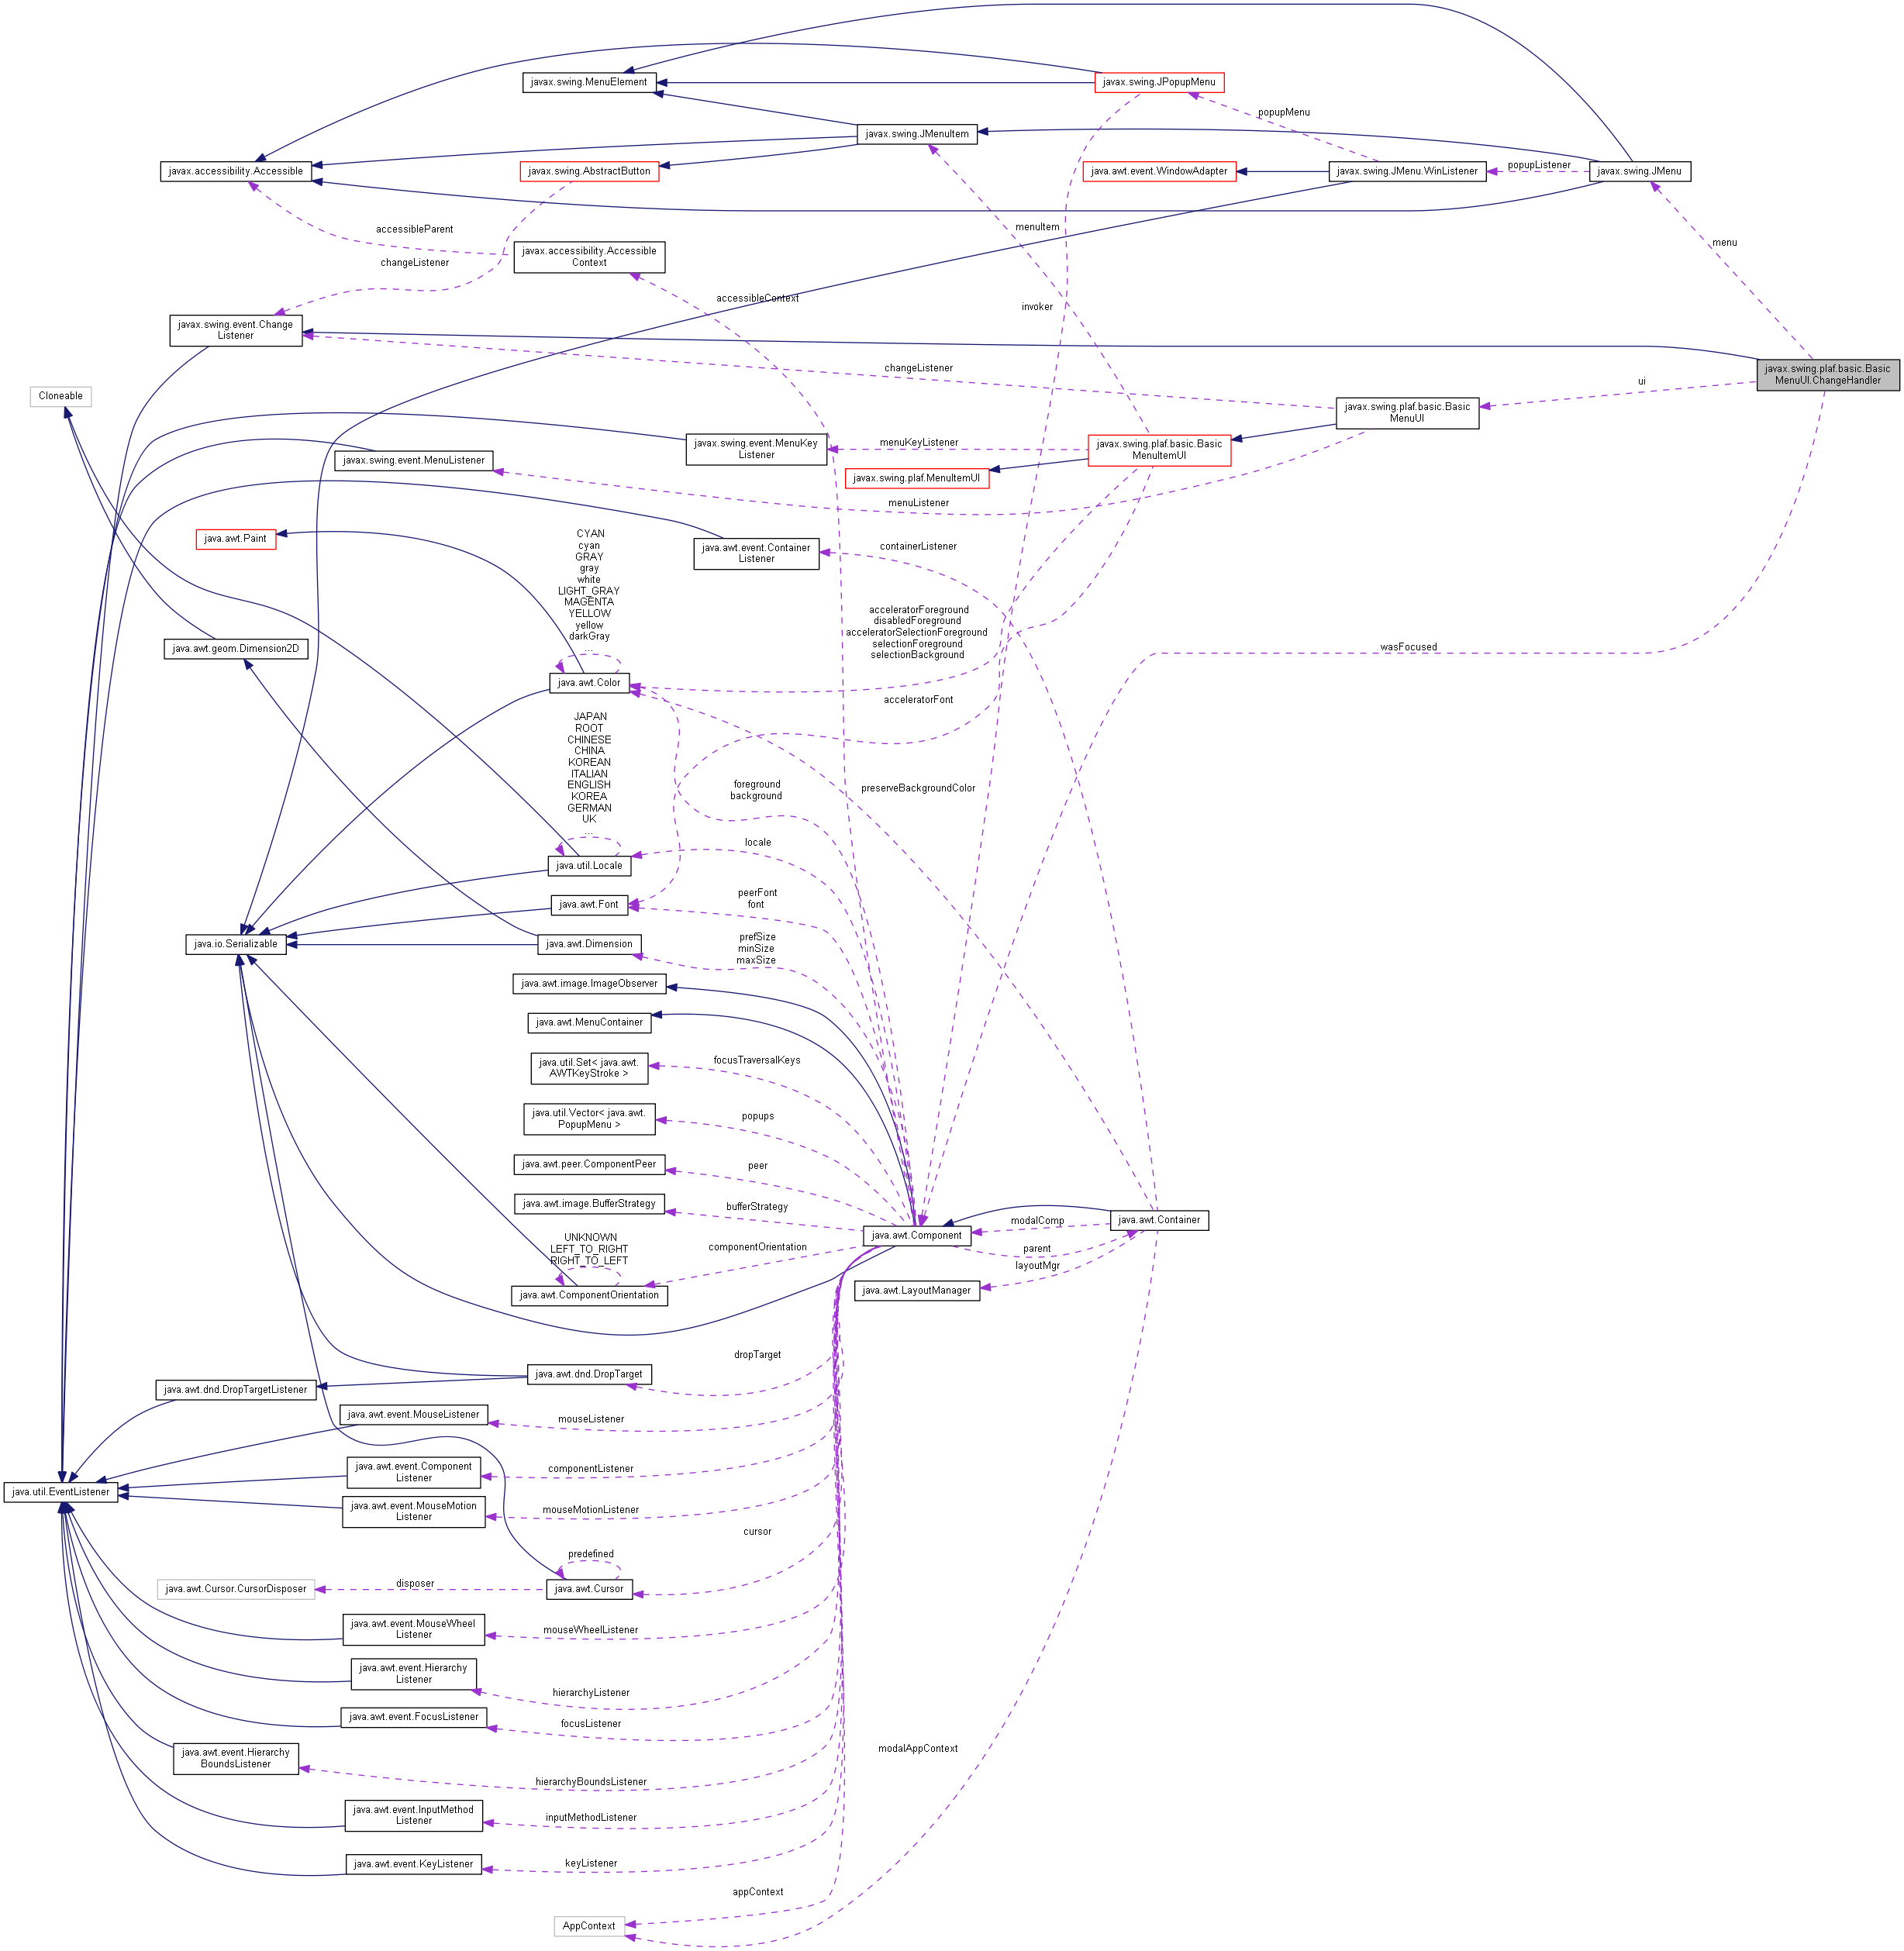 javax.swing.MenuElement
javax.swing.JPopupMenu
popupMenu
javax.swing.JMenuItem
javax.accessibility.Accessible
javax.swing.AbstractButton
java.awt.event.WindowAdapter
javax.swing.JMenu.WinListener
popupListener
javax.swing.JMenu
accessibleParent
menuItem
menu
javax.accessibility.Accessible
Context
changeListener
accessibleContext
invoker
javax.swing.event.Change
Listener
changeListener
javax.swing.plaf.basic.Basic
MenuUI.ChangeHandler
ui
Cloneable
javax.swing.plaf.basic.Basic
MenuUI
javax.swing.event.MenuKey
Listener
menuKeyListener
javax.swing.plaf.basic.Basic
MenuItemUI
javax.swing.event.MenuListener
javax.swing.plaf.MenuItemUI
menuListener
java.awt.Paint
CYAN
cyan
GRAY
gray
white
LIGHT_GRAY
MAGENTA
YELLOW
yellow
darkGray
...
java.awt.event.Container
Listener
containerListener
acceleratorForeground
disabledForeground
acceleratorSelectionForeground
selectionForeground
selectionBackground
wasFocused
java.awt.geom.Dimension2D
java.awt.Color
acceleratorFont
JAPAN
ROOT
CHINESE
CHINA
KOREAN
ITALIAN
ENGLISH
KOREA
GERMAN
UK
...
foreground
background
preserveBackgroundColor
locale
java.util.Locale
peerFont
font
java.awt.Font
java.io.Serializable
java.awt.Dimension
prefSize
minSize
maxSize
java.awt.image.ImageObserver
java.awt.MenuContainer
java.util.Set< java.awt.
AWTKeyStroke >
focusTraversalKeys
java.util.Vector< java.awt.
PopupMenu >
popups
java.awt.peer.ComponentPeer
peer
java.awt.image.BufferStrategy
bufferStrategy
java.awt.Component
modalComp
java.awt.Container
UNKNOWN
LEFT_TO_RIGHT
RIGHT_TO_LEFT
componentOrientation
parent
layoutMgr
java.awt.ComponentOrientation
java.awt.LayoutManager
dropTarget
java.awt.dnd.DropTarget
java.awt.dnd.DropTargetListener
java.awt.event.MouseListener
mouseListener
java.awt.event.Component
Listener
componentListener
java.util.EventListener
java.awt.event.MouseMotion
Listener
mouseMotionListener
cursor
predefined
java.awt.Cursor.CursorDisposer
disposer
java.awt.Cursor
java.awt.event.MouseWheel
Listener
mouseWheelListener
java.awt.event.Hierarchy
Listener
hierarchyListener
java.awt.event.FocusListener
focusListener
modalAppContext
java.awt.event.Hierarchy
BoundsListener
hierarchyBoundsListener
java.awt.event.InputMethod
Listener
inputMethodListener
java.awt.event.KeyListener
keyListener
appContext
AppContext